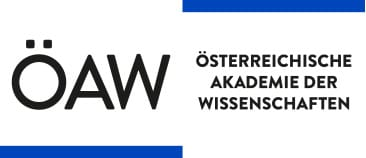 ÖAW
ÖSTERREICHISCHE
AKADEMIE DER
WISSENSCHAFTEN